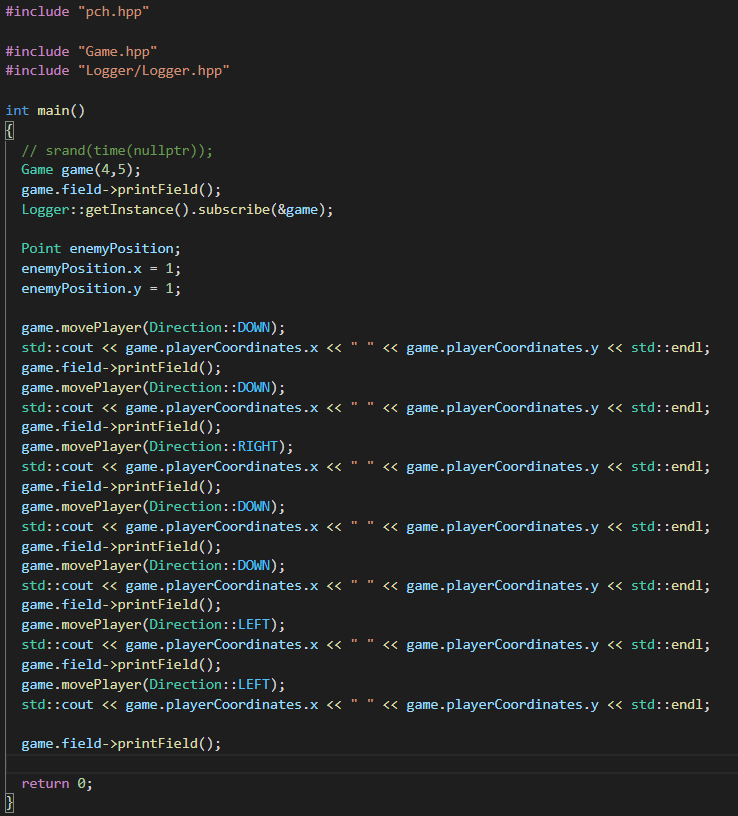 #include "pch.hpp"
#include "Game.hpp"
#include "Logger/Logger.hpp"
int main()
{
// srand(time(nullptr));
Game game(4,5);
game.field->printField();
Logger::getInstance().subscribe(&game);
Point enemyPosition;
enemyPosition.x = 1;
enemyPosition.y = 1;
game.movePlayer(Direction::DOWN);
std::cout << game.playerCoordinates.x << " " << game.playerCoordinates.y << std::endl;
game.field->printField();
game.movePlayer(Direction::DOWN);
std::cout << game.playerCoordinates.x << " " << game.playerCoordinates.y << std::endl;
game.field->printField();
game.movePlayer(Direction::RIGHT);
std::cout << game.playerCoordinates.x << " " << game.playerCoordinates.y << std::endl;
game.field->printField();
game.movePlayer(Direction::DOWN);
std::cout << game.playerCoordinates.x << " " << game.playerCoordinates.y << std::endl;
game.field->printField();
game.movePlayer(Direction::DOWN);
std::cout << game.playerCoordinates.x << " " << game.playerCoordinates.y << std::endl;
game.field->printField();
game.movePlayer(Direction::LEFT);
std::cout << game.playerCoordinates.x << " " << game.playerCoordinates.y << std::endl;
game.field->printField();
game.movePlayer(Direction::LEFT);
std::cout << game.playerCoordinates.x << " " << game.playerCoordinates.y << std::endl;
game.field->printField();
return 0;
}